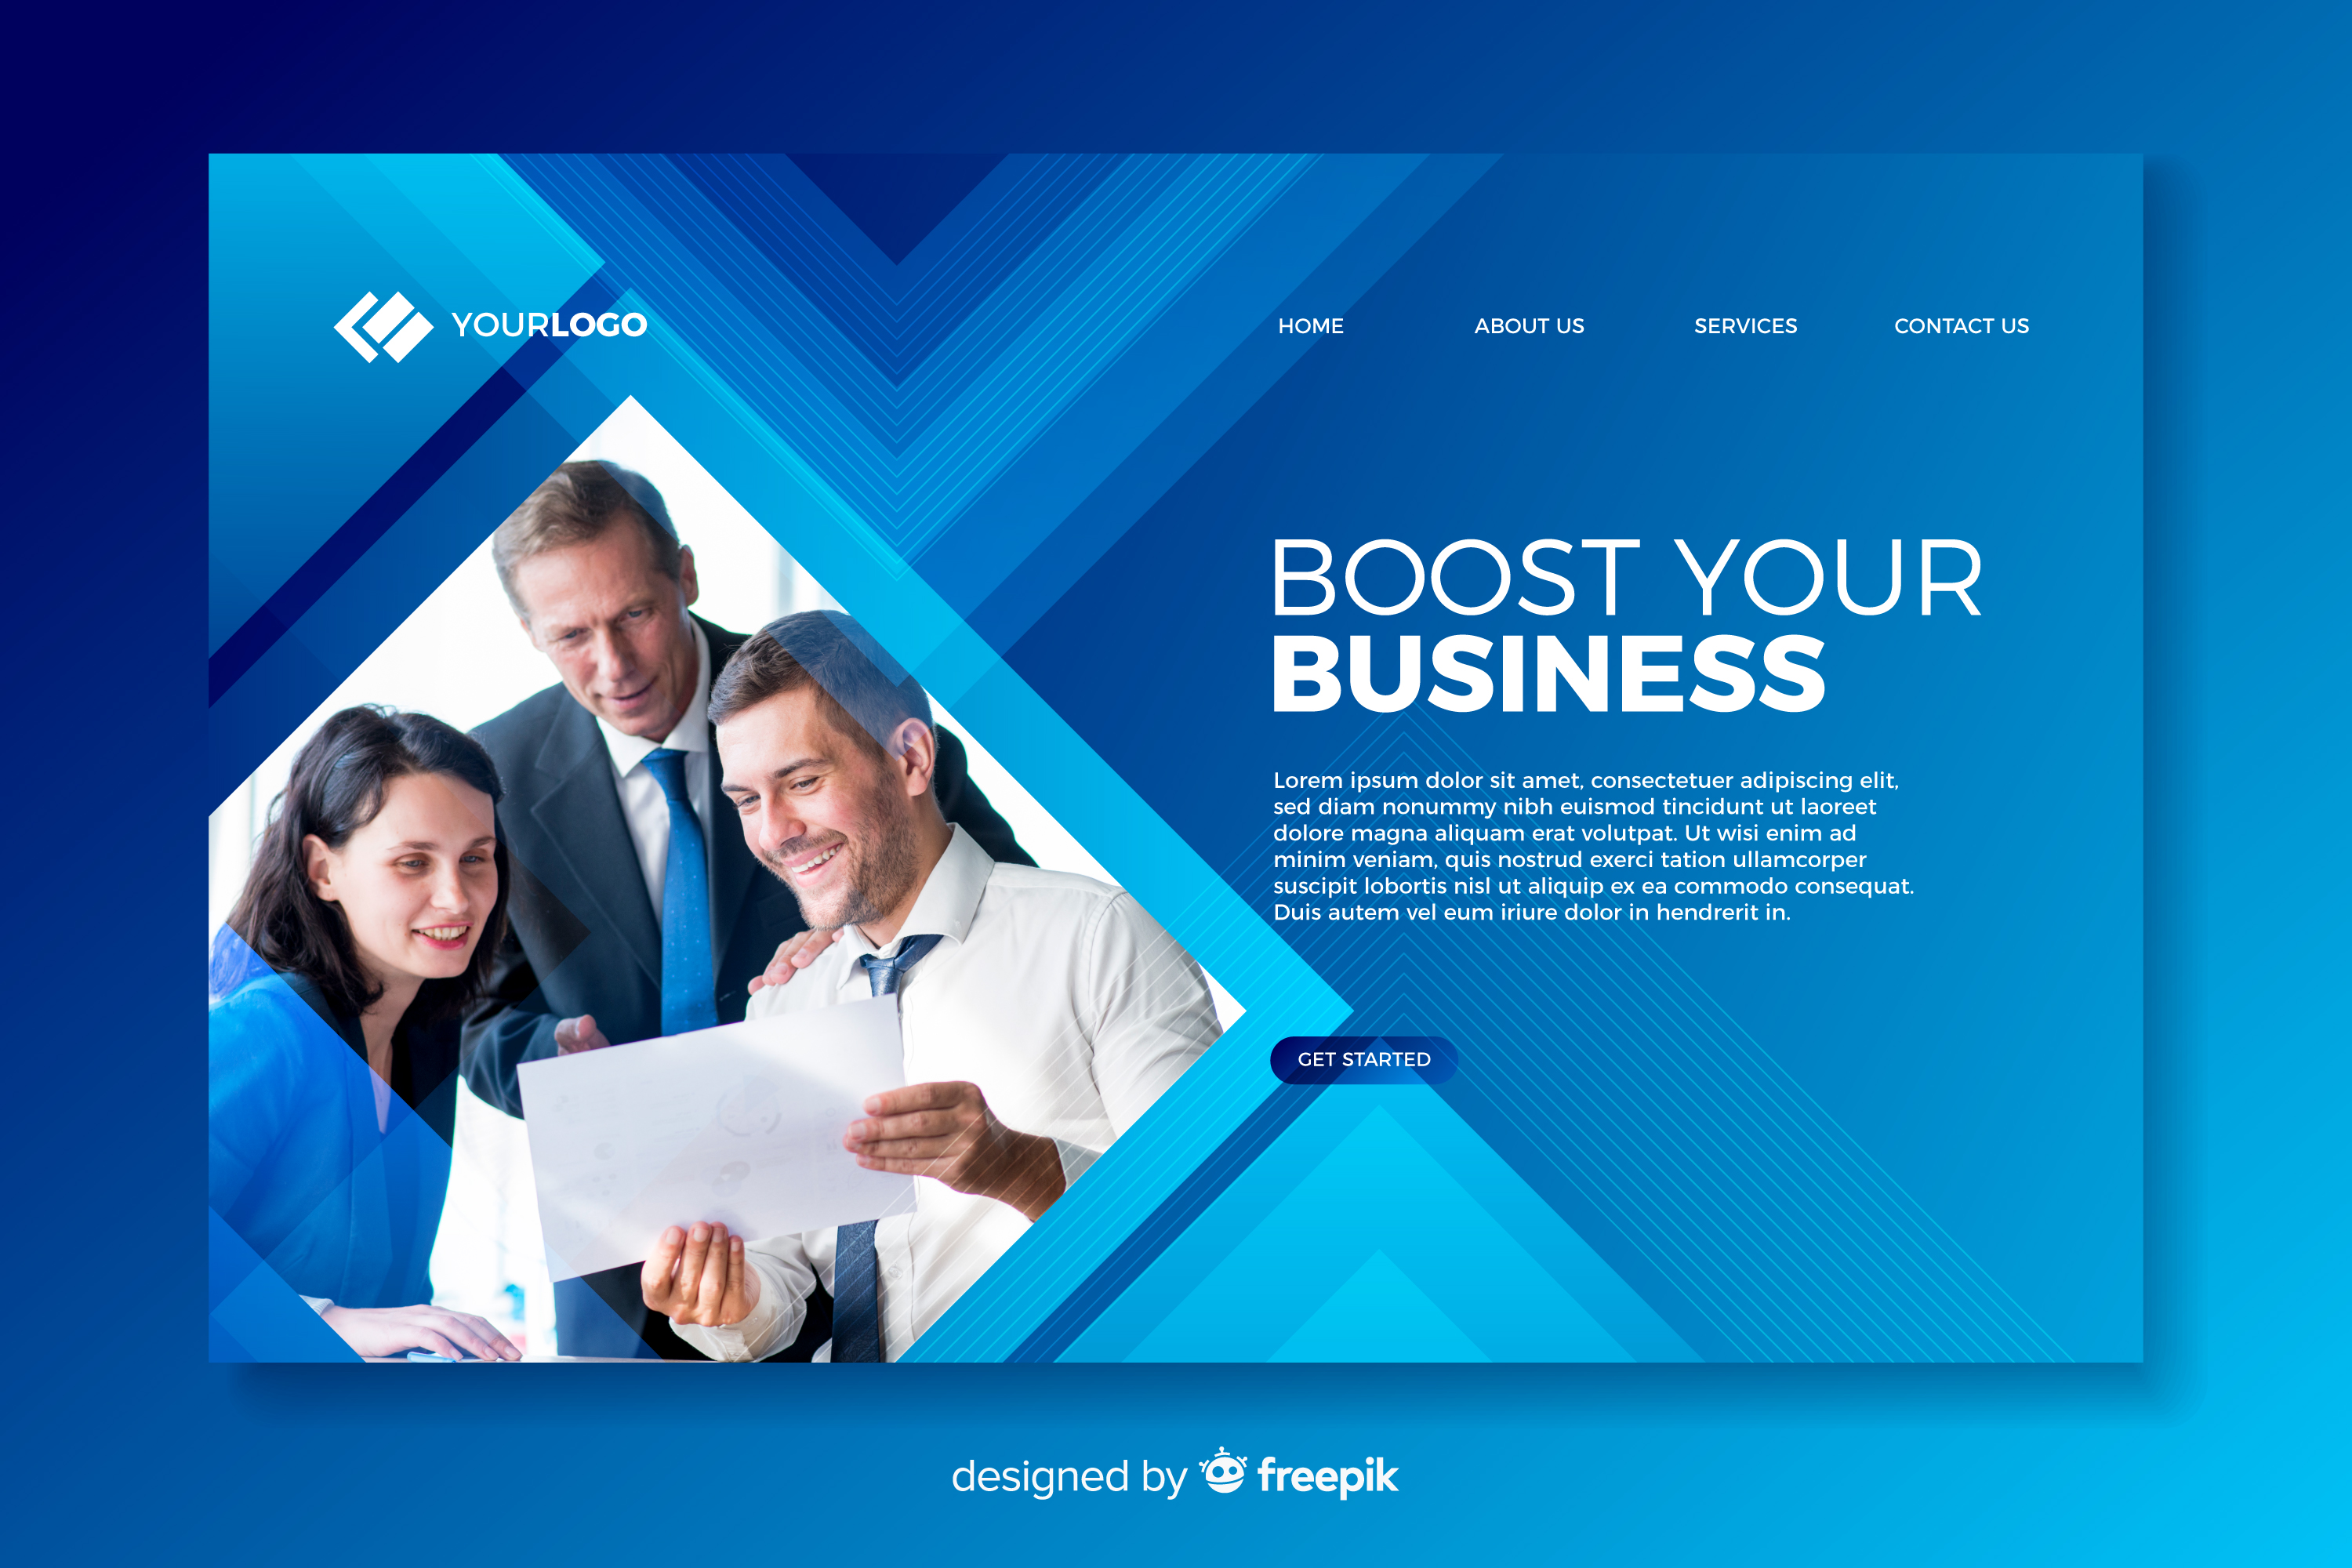 YOURLOGO
HOME ABOUT US SERVICES CONTACT US
BOOST YOUR
BUSINESS
Lorem ipsum dolor sit amet, consectetuer adipiscing elit,
sed diam nonummy nibh euismod tincidunt ut laoreet
dolore magna aliquam erat volutpat. Ut wisi enim ad
minim veniam, quis nostrud exerci tation ullamcorper
suscipit lobortis nisl ut aliquip ex ea commodo consequat.
Duis autem vel eum iriure dolor in hendrerit in.
GET STARTED
designed by freepik